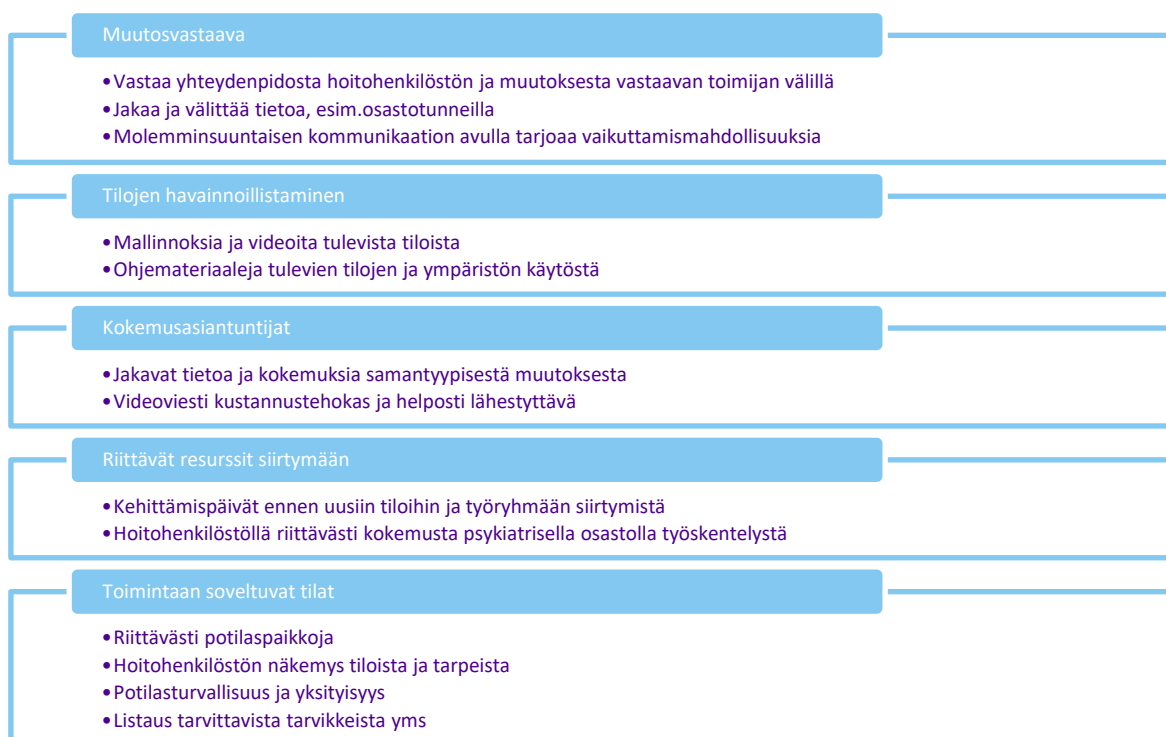 Muutosvastaava
•Vastaa yhteydenpidosta hoitohenkilöstön ja muutoksesta vastaavan toimijan välillä
•Jakaa ja välittää tietoa, esim.osastotunneilla
•Molemminsuuntaisen kommunikaation avulla tarjoaa vaikuttamismahdollisuuksia
Tilojen havainnoillistaminen
•Mallinnoksia ja videoita tulevista tiloista
•Ohjemateriaaleja tulevien tilojen ja ympäristön käytöstä
Kokemusasiantuntijat
•Jakavat tietoa ja kokemuksia samantyypisestä muutoksesta
•Videoviesti kustannustehokas ja helposti lähestyttävä
Riittävät resurssit siirtymään
•Kehittämispäivät ennen uusiin tiloihin ja työryhmään siirtymistä
•Hoitohenkilöstöllä riittävästi kokemusta psykiatrisella osastolla työskentelystä
Toimintaan soveltuvat tilat
•Riittävästi potilaspaikkoja
•Hoitohenkilöstön näkemys tiloista ja tarpeista
•Potilasturvallisuus ja yksityisyys
•Listaus tarvittavista tarvikkeista yms